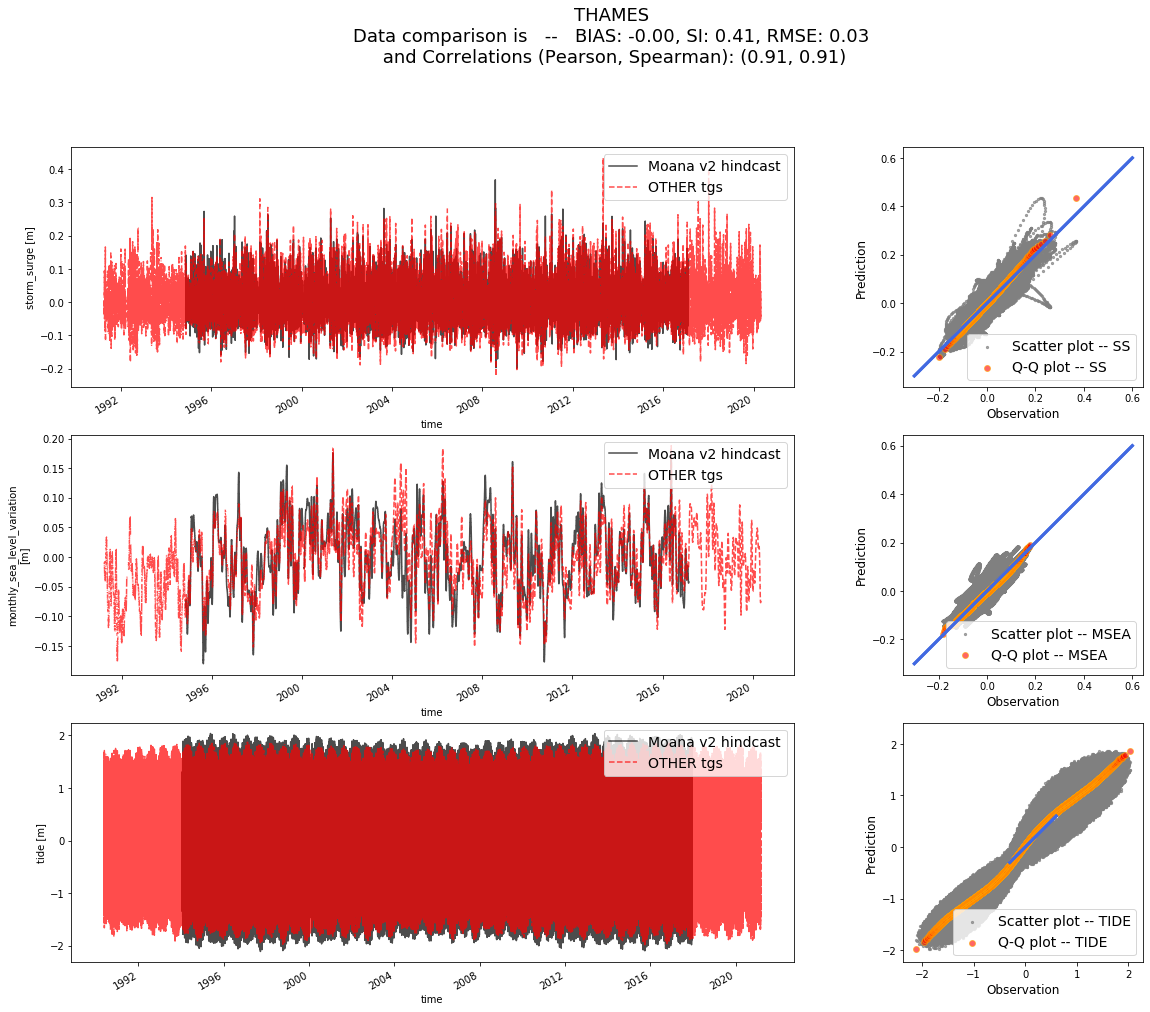 THAMES
Data comparison is -- BIAS: -0.00, SI: 0.41, RMSE: 0.03
and Correlations (Pearson, Spearman): (0.91, 0.91)
storm_surge [m]
0.4
0.3
0.2
0.1
0.0
−0.1
−0.2
Moana v2 hindcast
OTHER tgs
1992
1996
2000
2004
2008
2012
2016
2020
time
Prediction
0.6
0.4
0.2
0.0
−0.2
Scatter plot -- SS
Q-Q plot -- SS
−0.2
0.0
0.2
0.4
0.6
Observation
monthly_sea_level_variation
[m]
0.20
0.15
0.10
0.05
0.00
−0.05
−0.10
−0.15
Moana v2 hindcast
OTHER tgs
1992
1996
2000
2004
2008
2012
2016
2020
time
Prediction
0.6
0.4
0.2
0.0
−0.2
Scatter plot -- MSEA
Q-Q plot -- MSEA
−0.2
0.0
0.2
0.4
0.6
Observation
tide [m]
2
1
0
−1
−2
Moana v2 hindcast
OTHER tgs
1992
1996
2000
2004
2008
2012
2016
2020
time
Prediction
2
1
0
−1
−2
Scatter plot -- TIDE
Q-Q plot -- TIDE
−2
−1
0
1
2
Observation